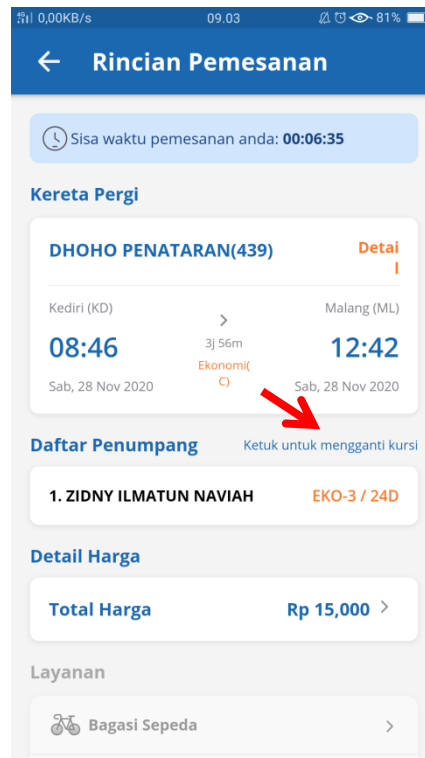 0,00KB/s 09.03 81%
Rincian Pemesanan
Sisa waktu pemesanan anda: 00:06:35
Kereta Pergi
DHOHO PENATARAN(439) Detai
l
Kediri (KD) > Malang (ML)
08:46 3j 56m 12:42
Ekonomi(
C)
Sab, 28 Nov 2020 Sab, 28 Nov 2020
Daftar Penumpang Ketuk untuk mengganti kursi
1. ZIDNY ILMATUN NAVIAH EKO-3 / 24D
Detail Harga
Total Harga Rp 15,000 >
Layanan
Bagasi Sepeda >